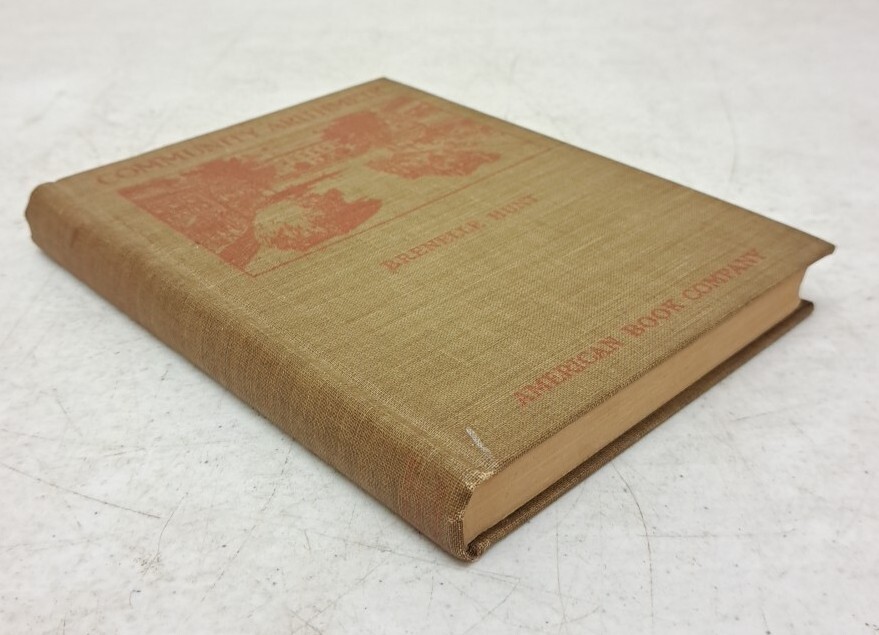 COMMUNITY ARITHMETIC
BRENELLE HUNT
AMERICAN BOOK COMPANY